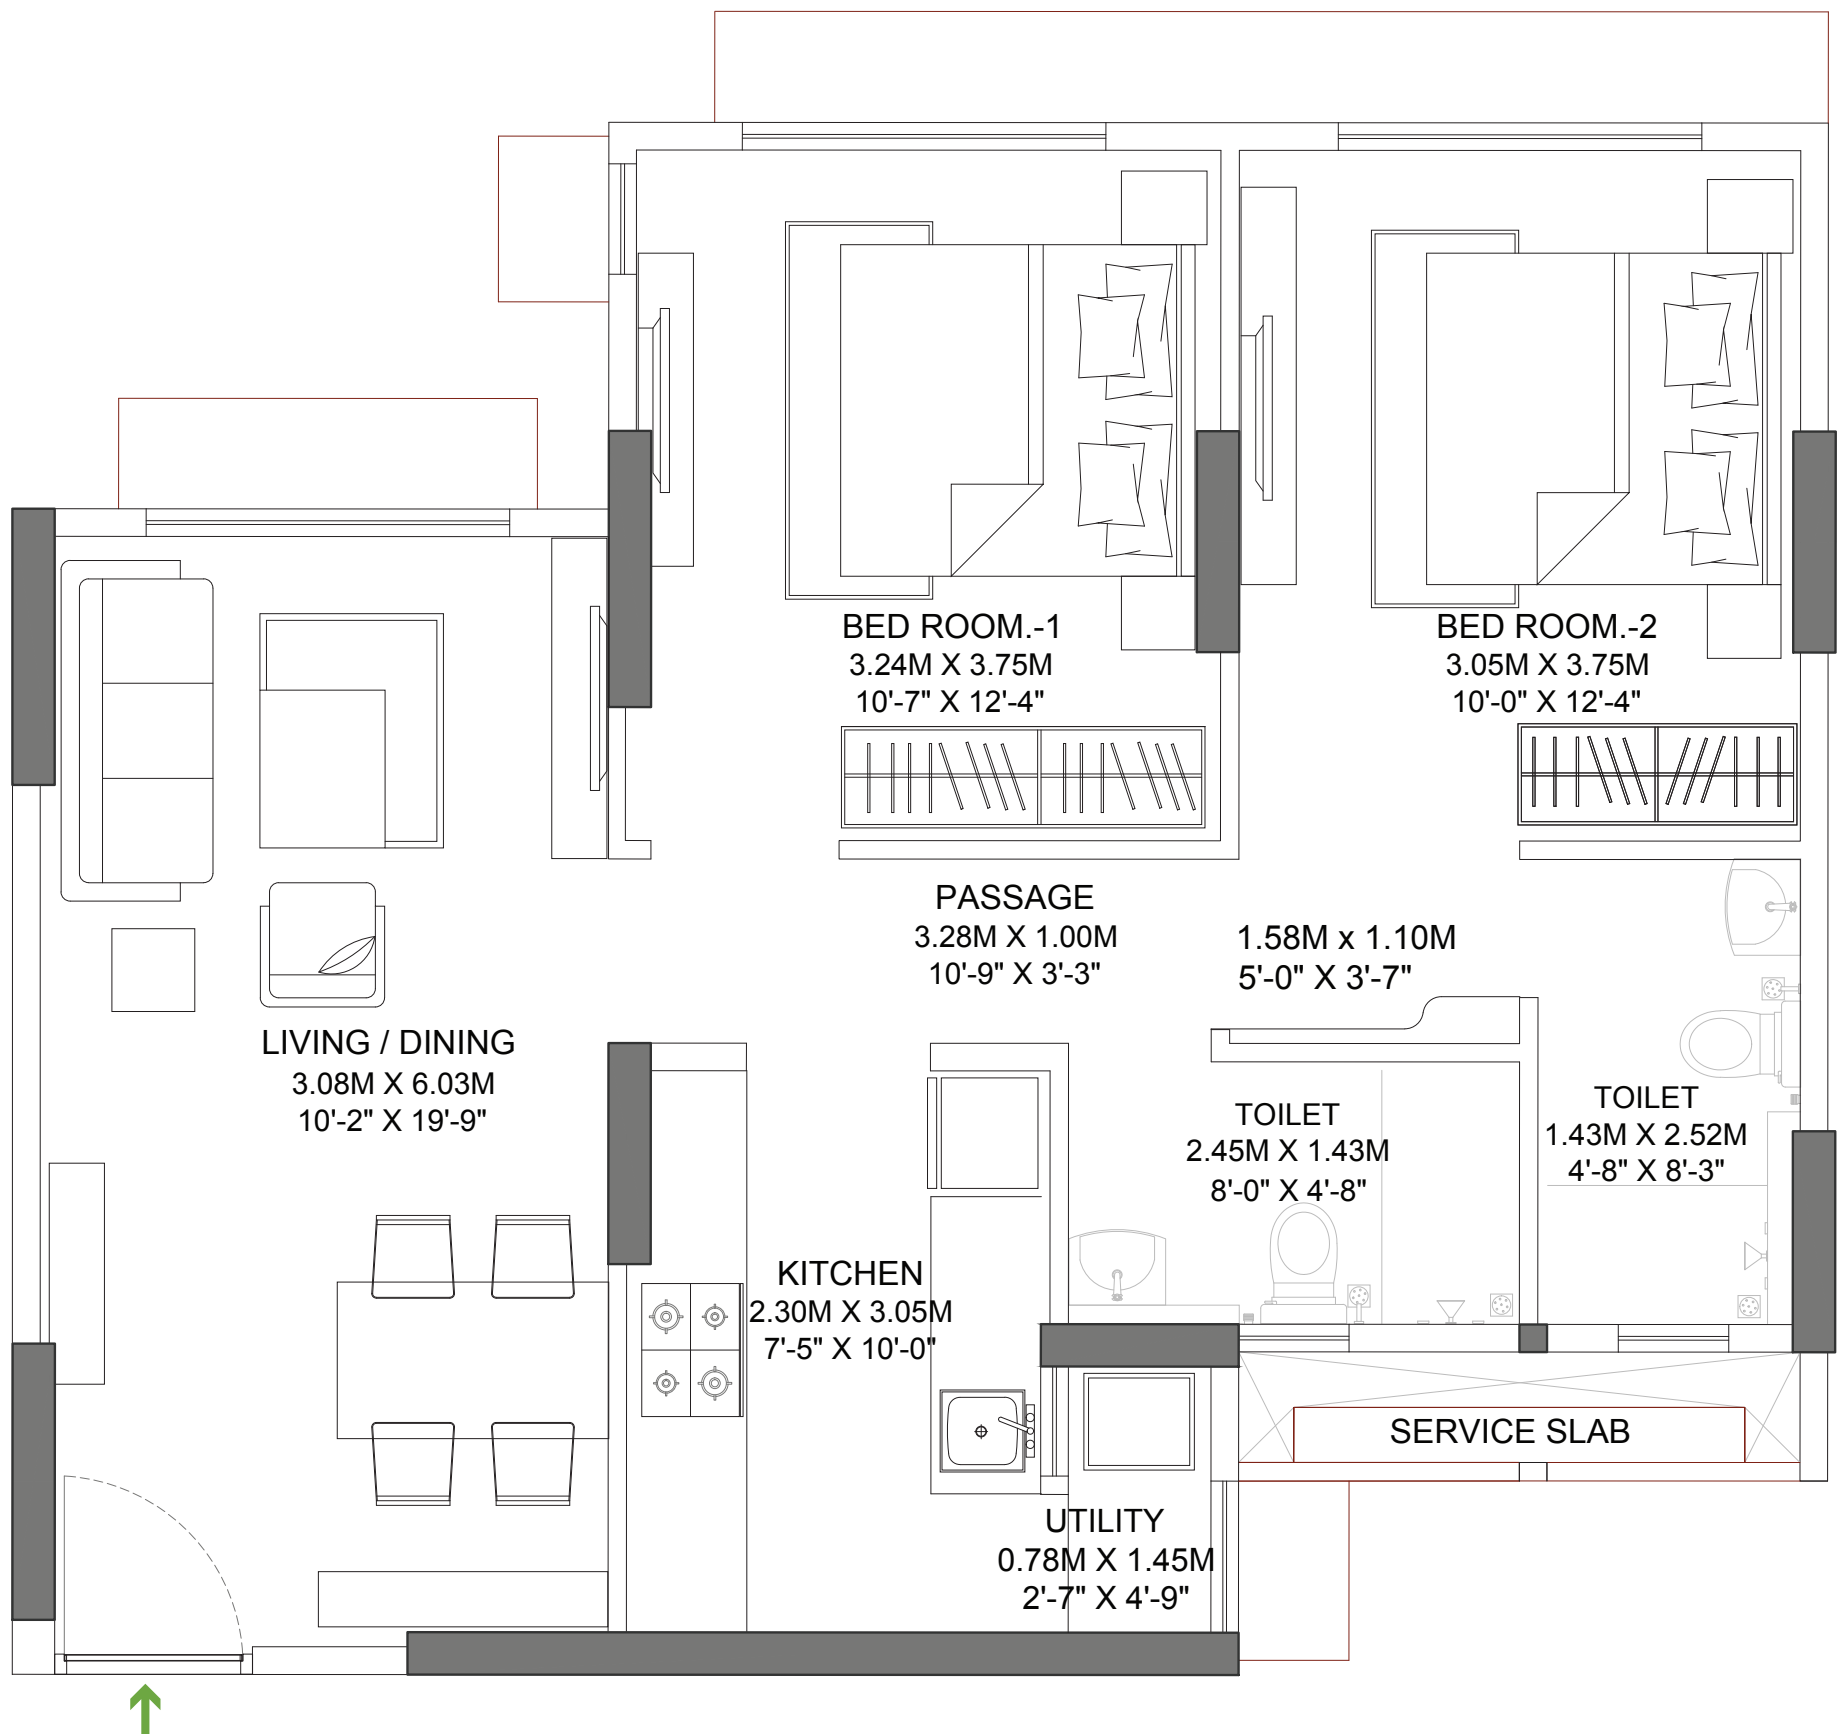 BED ROOM.-1
3.24M X 3.75M
10'-7" X 12'-4"
BED ROOM.-2
3.05M X 3.75M
10'-0" X 12'-4"
PASSAGE
3.28M X 1.00M
10'-9" X 3'-3"
1.58M x 1.10M
5'-0" X 3'-7"
LIVING / DINING
3.08M X 6.03M
10'-2" X 19'-9"
TOILET
2.45M X 1.43M
8'-0" X 4'-8"
TOILET
1.43M X 2.52M
4'-8" X 8'-3"
KITCHEN
2.30M X 3.05M
7'-5" X 10'-0"
SERVICE SLAB
UTILITY
0.78M X 1.45M
2'-7" X 4'-9"